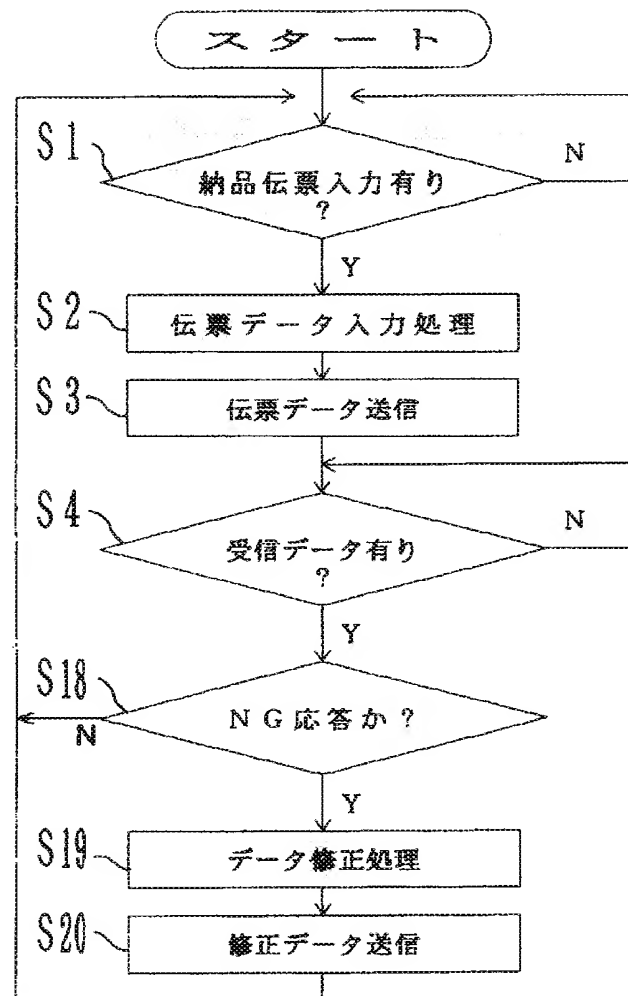 スタート
S1
納品伝票入力有り
?
N
Y
S2
伝票データ入力処理
S3
伝票データ送信
S4
受信データ有り
?
N
Y
S18
NG応答か?
N
Y
S19
データ修正処理
S20
修正データ送信